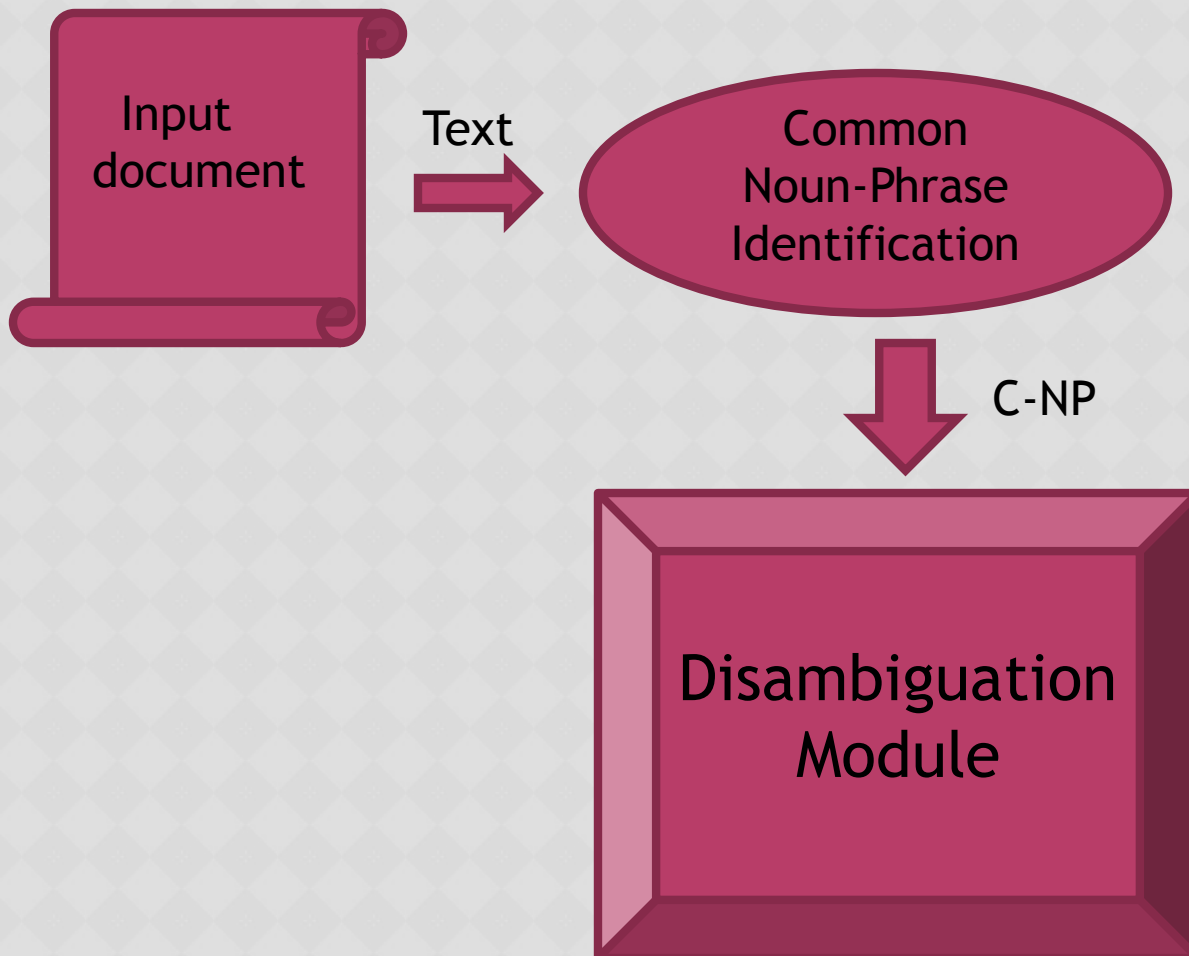 Input
document
Text
Common
Noun-Phrase
Identification
C-NP
Disambiguation
Module